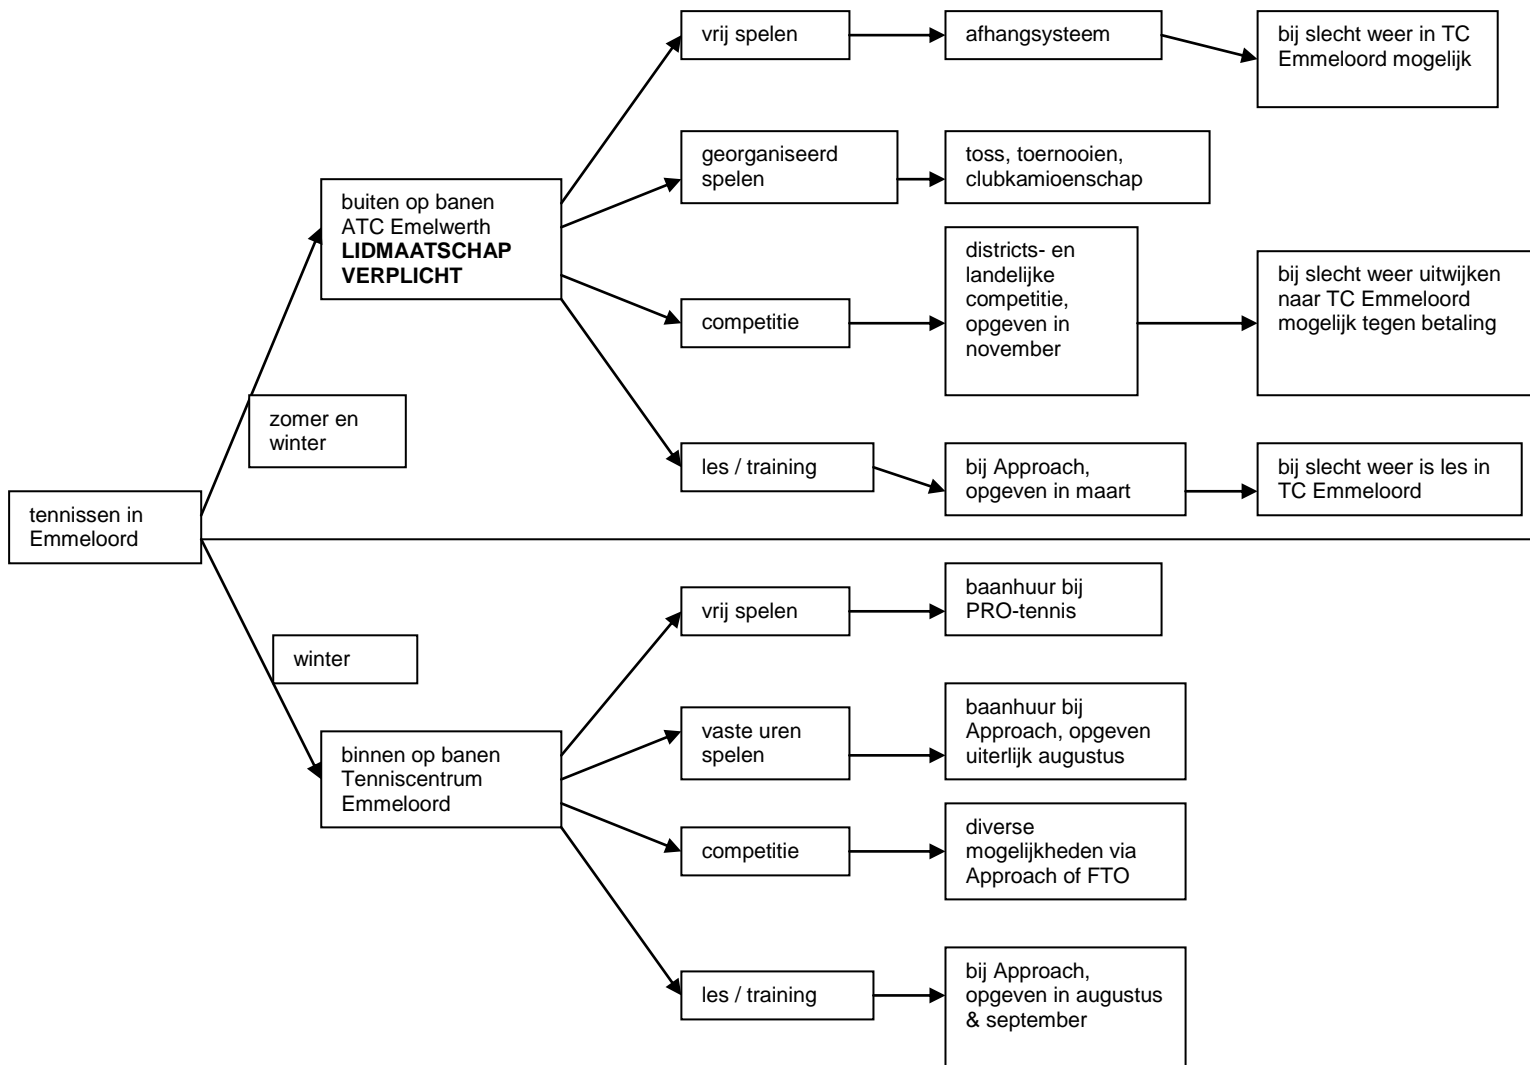 vrij spelen
afhangsysteem
bij slecht weer in TC
Emmeloord mogelijk
georganiseerd
spelen
toss, toernooien,
clubkamioenschap
buiten op banen
ATC Emelwerth
LIDMAATSCHAP
VERPLICHT
competitie
districts- en
landelijke
competitie,
opgeven in
november
bij slecht weer uitwijken
naar TC Emmeloord
mogelijk tegen betaling
zomer en
winter
les / training
bij Approach,
opgeven in maart
bij slecht weer is les in
TC Emmeloord
tennissen in
Emmeloord
vrij spelen
baanhuur bij
PRO-tennis
winter
vaste uren
spelen
baanhuur bij
Approach, opgeven
uiterlijk augustus
binnen op banen
Tenniscentrum
Emmeloord
competitie
diverse
mogelijkheden via
Approach of FTO
les / training
bij Approach,
opgeven in augustus
& september